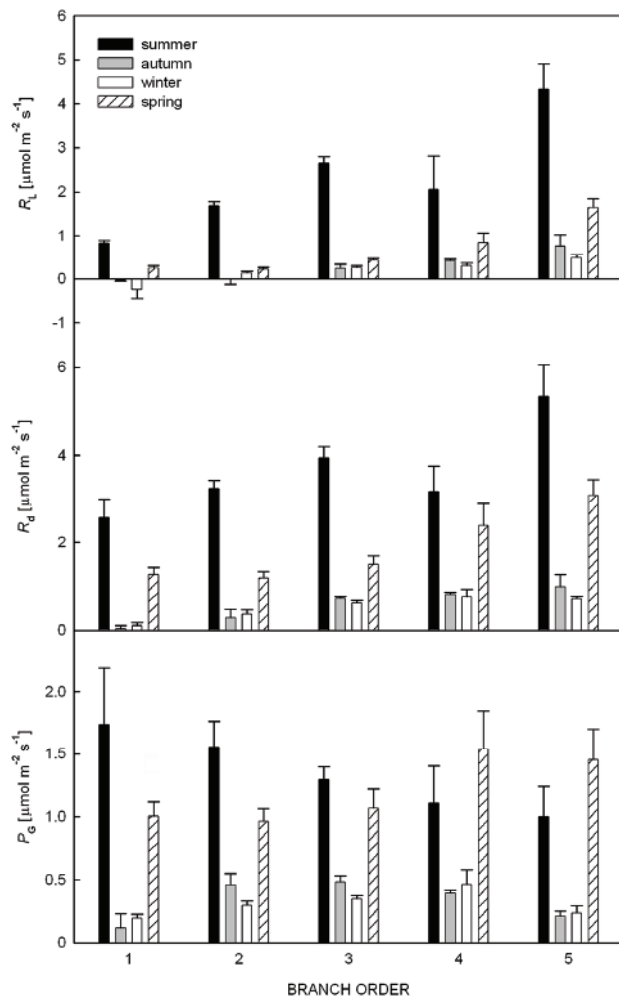 6
5
4
3
2
1
0
-1
R_L [μmol m⁻² s⁻¹]
summer
autumn
winter
spring
6
4
2
0
R_d [μmol m⁻² s⁻¹]
2.0
1.5
1.0
0.5
0
P_G [μmol m⁻² s⁻¹]
1 2 3 4 5
BRANCH ORDER